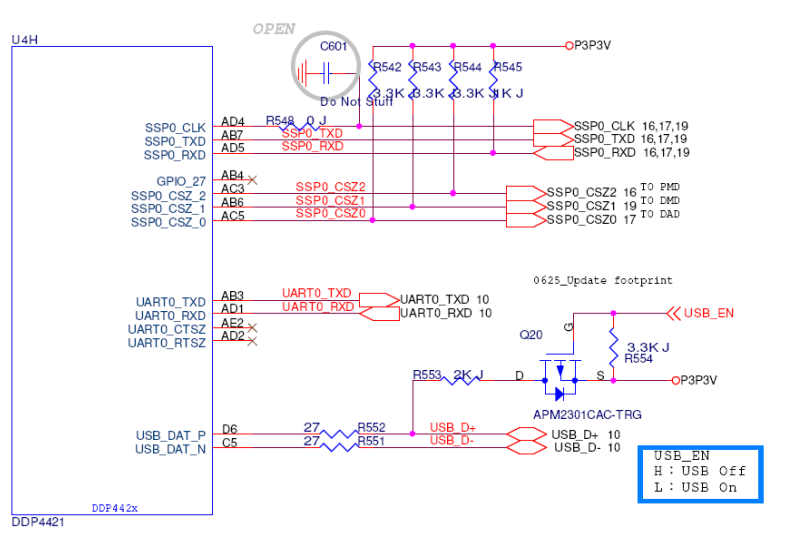 OPEN
U4H
C601
P3P3V
R542 R543 R544 R545
3.3K J 3.3K J 3.3K J 1K J
Do Not Stuff
SSP0_CLK AD4 R548 0 J SSP0_CLK 16,17,19
SSP0_TXD AB7 SSP0_TXD SSP0_TXD 16,17,19
SSP0_RXD AD5 SSP0_RXD SSP0_RXD 16,17,19
GPIO_27 AB4
SSP0_CSZ_2 AC3 SSP0_CSZ2 SSP0_CSZ2 16 TO PMD
SSP0_CSZ_1 AB6 SSP0_CSZ1 SSP0_CSZ1 19 TO DMD
SSP0_CSZ_0 AC5 SSP0_CSZ0 SSP0_CSZ0 17 TO DAD
0625_Update footprint
UART0_TXD AB3 UART0_TXD UART0_TXD 10
UART0_RXD AD1 UART0_RXD UART0_RXD 10
UART0_CTSZ AE2
UART0_RTSZ AD2
USB_EN
Q20 G
3.3K J
R554
R553 2K J D S P3P3V
APM2301CAC-TRG
USB_DAT_P D6 27 R552 USB_D+ USB_D+ 10
USB_DAT_N C5 27 R551 USB_D- USB_D- 10
USB_EN
H : USB Off
L : USB On
DDP442x
DDP4421